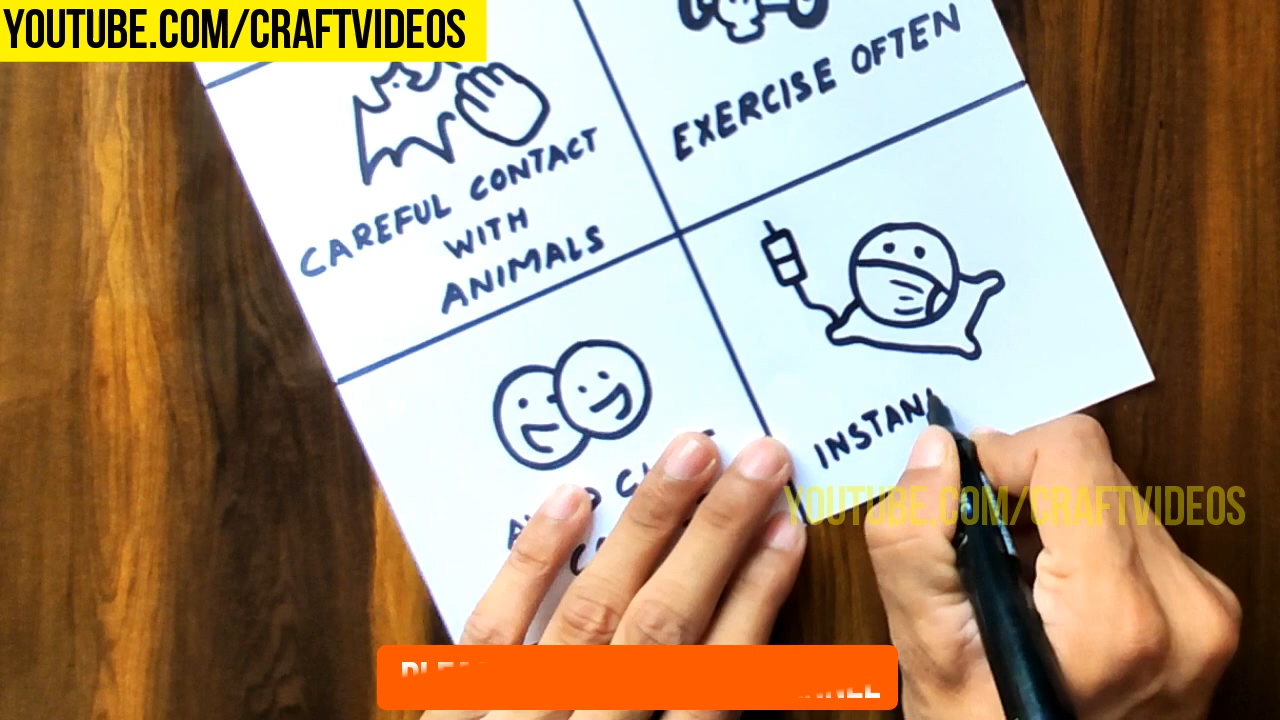 YOUTUBE.COM/CRAFTVIDEOS
EXERCISE OFTEN
CAREFUL CONTACT
WITH
ANIMALS
INSTAN
YOUTUBE.COM/CRAFTVIDEOS